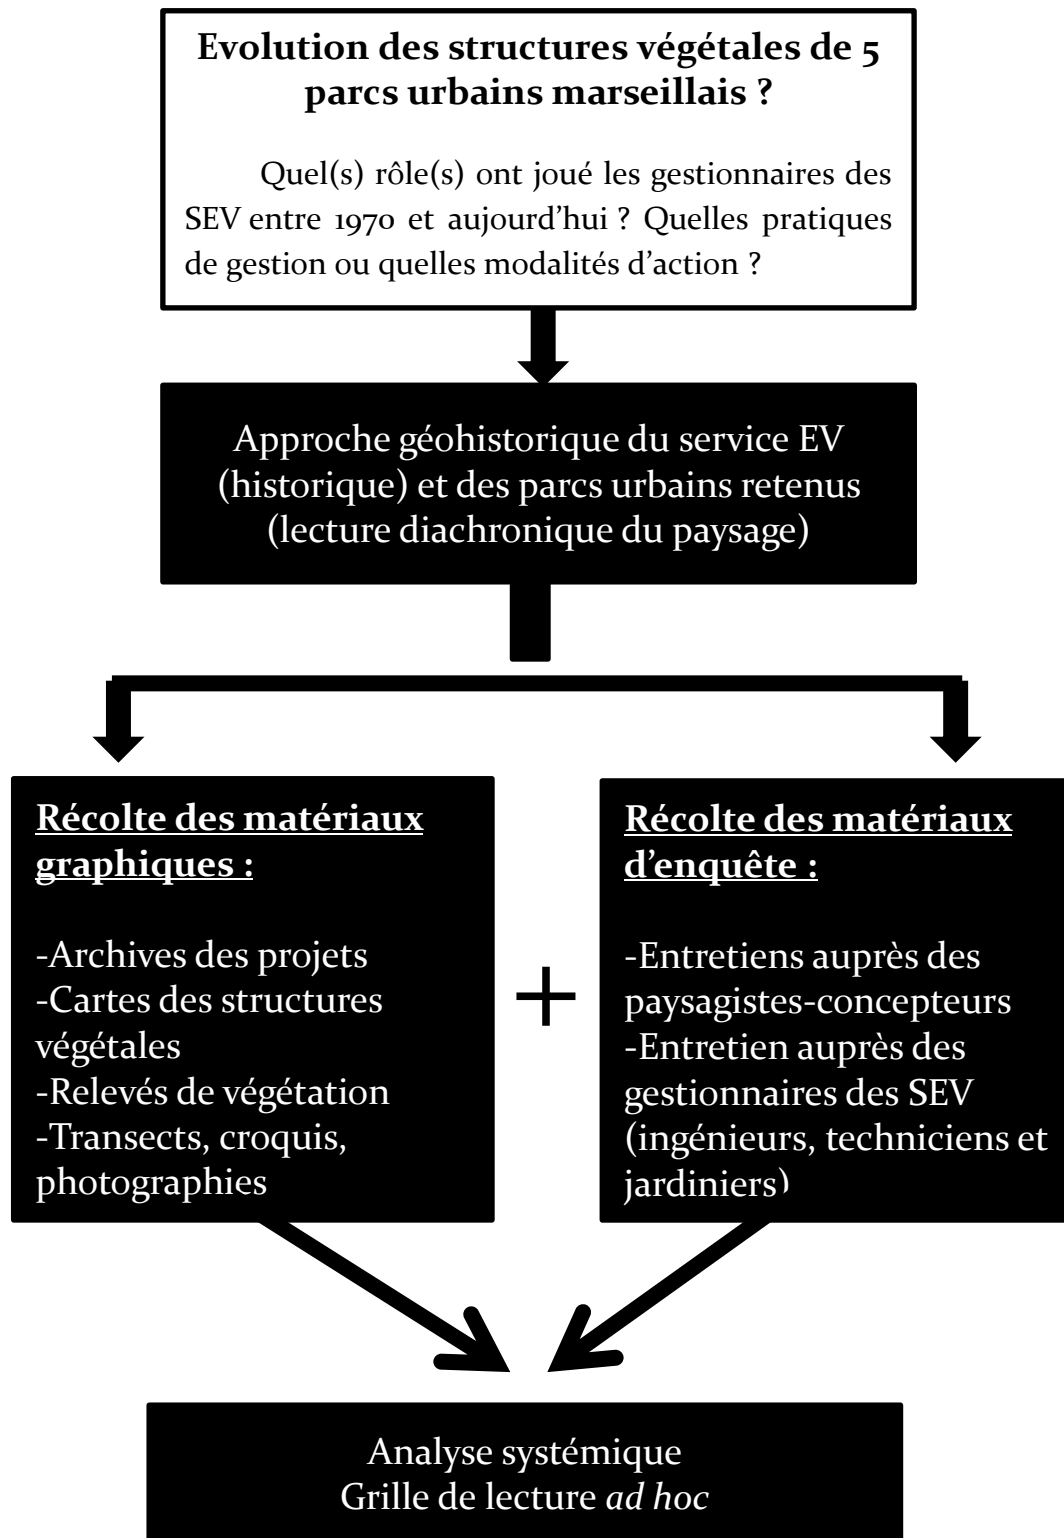 Evolution des structures végétales de 5
parcs urbains marseillais ?
Quel(s) rôle(s) ont joué les gestionnaires des
SEV entre 1970 et aujourd’hui ? Quelles pratiques
de gestion ou quelles modalités d’action ?
Approche géohistorique du service EV
(historique) et des parcs urbains retenus
(lecture diachronique du paysage)
Récolte des matériaux
graphiques :
-Archives des projets
-Cartes des structures
végétales
-Relevés de végétation
-Transects, croquis,
photographies
+
Récolte des matériaux
d’enquête :
-Entretiens auprès des
paysagistes-concepteurs
-Entretien auprès des
gestionnaires des SEV
(ingénieurs, techniciens et
jardiniers)
Analyse systémique
Grille de lecture ad hoc